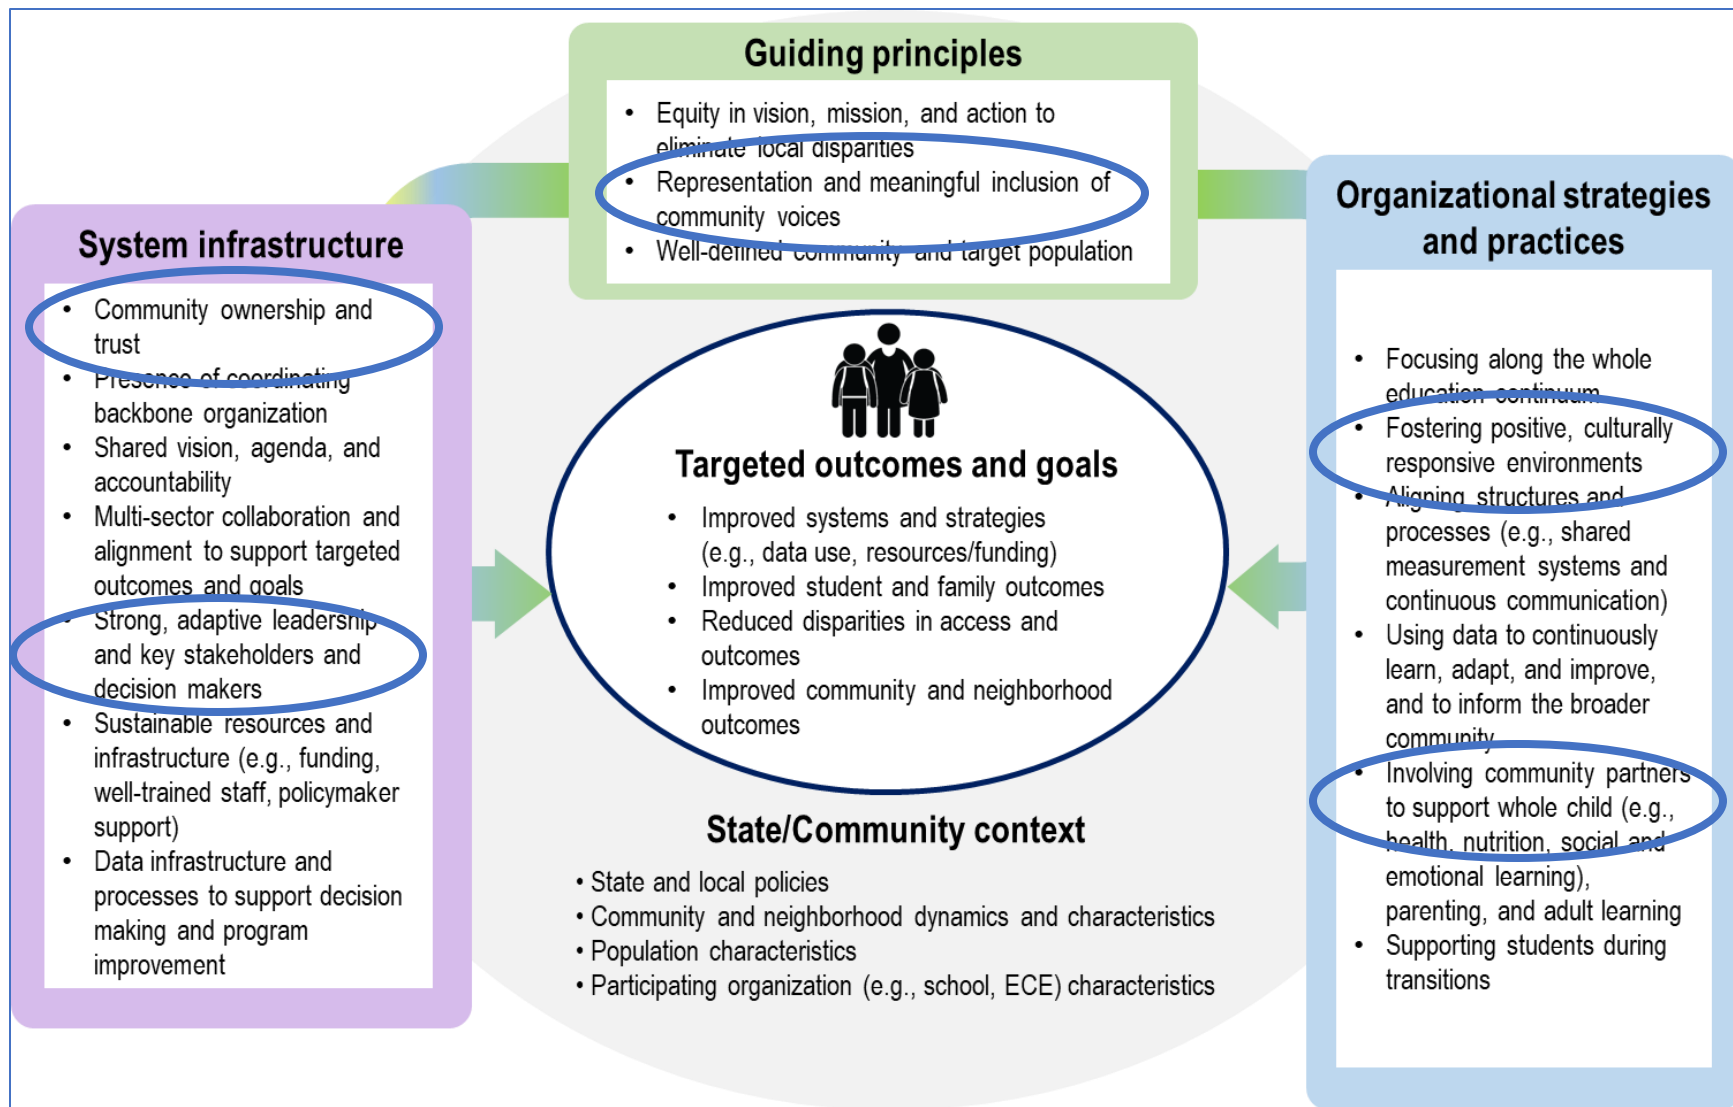 Guiding principles
• Equity in vision, mission, and action to
eliminate local disparities
• Representation and meaningful inclusion of
community voices
• Well-defined community and target population
System infrastructure
• Community ownership and
trust
• Presence of coordinating
backbone organization
• Shared vision, agenda, and
accountability
• Multi-sector collaboration and
alignment to support targeted
outcomes and goals
• Strong, adaptive leadership
and key stakeholders and
decision makers
• Sustainable resources and
infrastructure (e.g., funding,
well-trained staff, policymaker
support)
• Data infrastructure and
processes to support decision
making and program
improvement
Targeted outcomes and goals
• Improved systems and strategies
(e.g., data use, resources/funding)
• Improved student and family outcomes
• Reduced disparities in access and
outcomes
• Improved community and neighborhood
outcomes
State/Community context
• State and local policies
• Community and neighborhood dynamics and characteristics
• Population characteristics
• Participating organization (e.g., school, ECE) characteristics
Organizational strategies
and practices
• Focusing along the whole
education continuum
• Fostering positive, culturally
responsive environments
• Aligning structures and
processes (e.g., shared
measurement systems and
continuous communication)
• Using data to continuously
learn, adapt, and improve,
and to inform the broader
community
• Involving community partners
to support whole child (e.g.,
health, nutrition, social and
emotional learning),
parenting, and adult learning
• Supporting students during
transitions